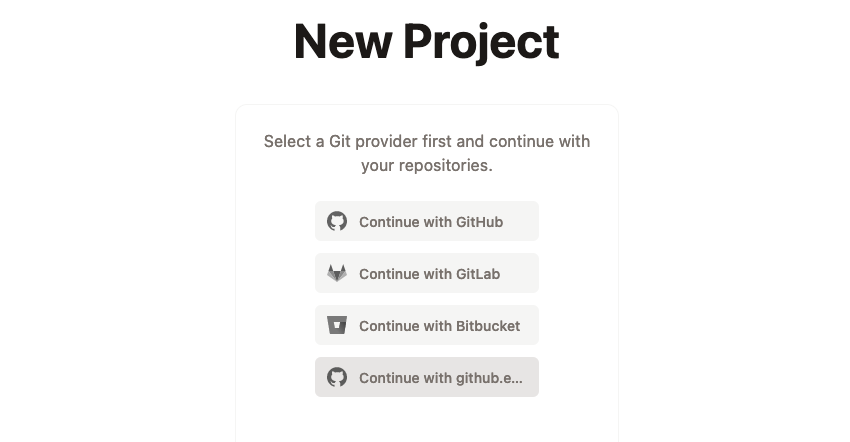 New Project
Select a Git provider first and continue with
your repositories.
Continue with GitHub
Continue with GitLab
Continue with Bitbucket
Continue with github.e...